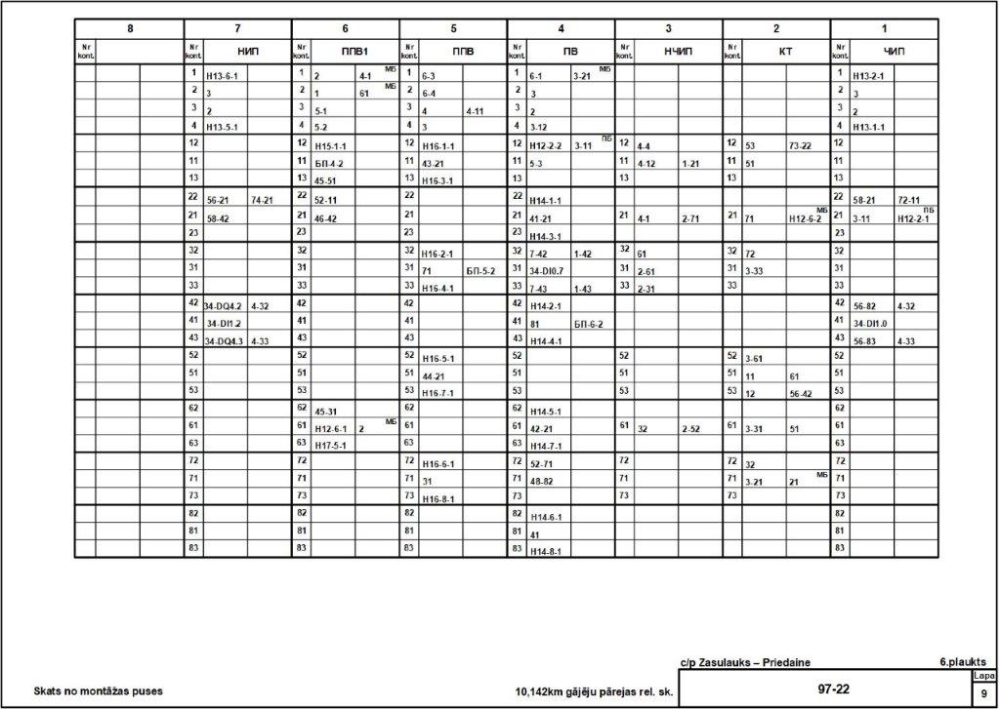 8 7 6 5 4 3 2 1
Nr kont. Nr kont. НИП Nr kont. ППВ1 Nr kont. ППВ Nr kont. ПВ Nr kont. НЧИП Nr kont. КТ Nr kont. ЧИП
1 Н13-6-1 1 2 4-1 МБ 1 6-3 1 6-1 3-21 МБ 1 Н13-2-1
2 3 2 1 61 МБ 2 6-4 2 3 2 3
3 2 3 5-1 3 4 4-11 3 2 3 2
4 Н13-5-1 4 5-2 4 3 4 3-12 4 Н13-1-1
12 12 Н15-1-1 12 Н16-1-1 12 Н12-2-2 3-11 ПБ 12 4-4 12 53 73-22 12
11 11 БП-4-2 11 43-21 11 5-3 11 4-12 1-21 11 51 11
13 13 45-51 13 Н16-3-1 13 13 13 13
22 56-21 74-21 22 52-11 22 22 Н14-1-1 22 58-21 72-11
21 58-42 21 46-42 21 21 41-21 21 4-1 2-71 21 71 Н12-6-2 МБ 21 3-11 Н12-2-1 ПБ
23 23 23 23 Н14-3-1 23
32 32 32 Н16-2-1 32 7-42 1-42 32 61 32 72 32
31 31 31 71 БП-5-2 31 34-DI0.7 31 2-61 31 3-33 31
33 33 33 Н16-4-1 33 7-43 1-43 33 2-31 33 33
42 34-DQ4.2 4-32 42 42 42 Н14-2-1 42 56-82 4-32
41 34-DI1.2 41 41 41 81 БП-6-2 41 34-DI1.0
43 34-DQ4.3 4-33 43 43 43 Н14-4-1 43 56-83 4-33
52 52 52 Н16-5-1 52 52 52 3-61 52
51 51 51 44-21 51 51 51 11 61 51
53 53 53 Н16-7-1 53 53 53 12 56-42 53
62 62 45-31 62 62 Н14-5-1 62
61 61 Н12-6-1 2 МБ 61 61 42-21 61 32 2-52 61 3-31 51 61
63 63 Н17-5-1 63 63 Н14-7-1 63
72 72 72 Н16-6-1 72 52-71 72 72 32 72
71 71 71 31 71 48-82 71 71 3-21 21 МБ 71
73 73 73 Н16-8-1 73 73 73 73
82 82 82 82 Н14-6-1 82
81 81 81 81 41 81
83 83 83 83 Н14-8-1 83
c/p Zasulauks – Priedaine 6.plaukts
Skats no montāžas puses 10,142km gājēju pārejas rel. sk. 97-22 Lapa
9